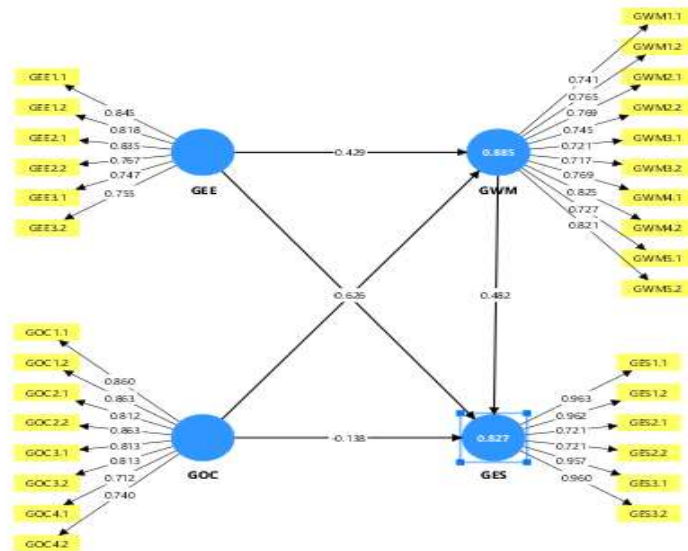 GEE1.1
GEE1.2
GEE2.1
GEE2.2
GEE3.1
GEE3.2
0.845
0.818
0.835
0.767
0.747
0.755
GEE
0.429
0.885
GWM
0.741
0.765
0.769
0.745
0.721
0.717
0.769
0.825
0.727
0.821
GWM1.1
GWM1.2
GWM2.1
GWM2.2
GWM3.1
GWM3.2
GWM4.1
GWM4.2
GWM5.1
GWM5.2
0.626
0.482
GOC1.1
GOC1.2
GOC2.1
GOC2.2
GOC3.1
GOC3.2
GOC4.1
GOC4.2
0.860
0.863
0.812
0.863
0.813
0.813
0.712
0.740
GOC
-0.138
0.827
GES
0.963
0.962
0.721
0.721
0.957
0.960
GES1.1
GES1.2
GES2.1
GES2.2
GES3.1
GES3.2